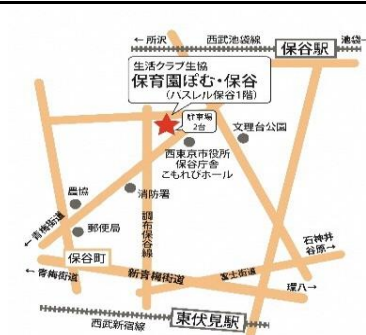 ←所沢 西武池袋線 池袋→
保谷駅
生活クラブ生協
保育園ぽむ・保谷
(ハスレル保谷1階)
駐車場
2台
文理台公園
西東京市役所
保谷庁舎
こもれびホール
農協
消防署
←青梅街道
郵便局
調布保谷線
石神井
谷原→
保谷町
←青梅街道
新青梅街道
富士街道
環八→
東伏見駅
西武新宿線